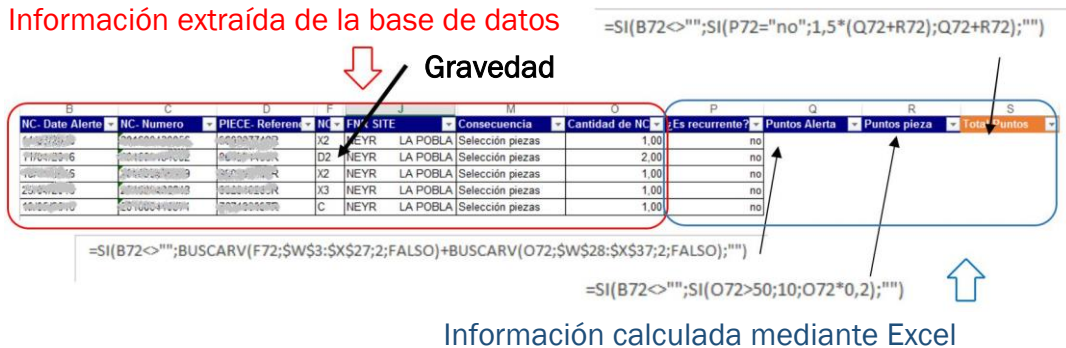 Información extraída de la base de datos
=SI(B72<>"";SI(P72="no";1,5*(Q72+R72);Q72+R72);"")
Gravedad
B C D F J M O P Q R S
NC- Date Alerte NC- Numero PIECE- Referen NC FNR SITE Consecuencia Cantidad de NC ¿Es recurrente? Puntos Alerta Puntos pieza Total Puntos
X2 NEYR LA POBLA Selección piezas 1,00 no
D2 NEYR LA POBLA Selección piezas 2,00 no
X2 NEYR LA POBLA Selección piezas 1,00 no
X3 NEYR LA POBLA Selección piezas 1,00 no
C NEYR LA POBLA Selección piezas 1,00 no
=SI(B72<>"";BUSCARV(F72;$W$3:$X$27;2;FALSO)+BUSCARV(O72;$W$28:$X$37;2;FALSO);"")
=SI(B72<>"";SI(O72>50;10;O72*0,2);"")
Información calculada mediante Excel